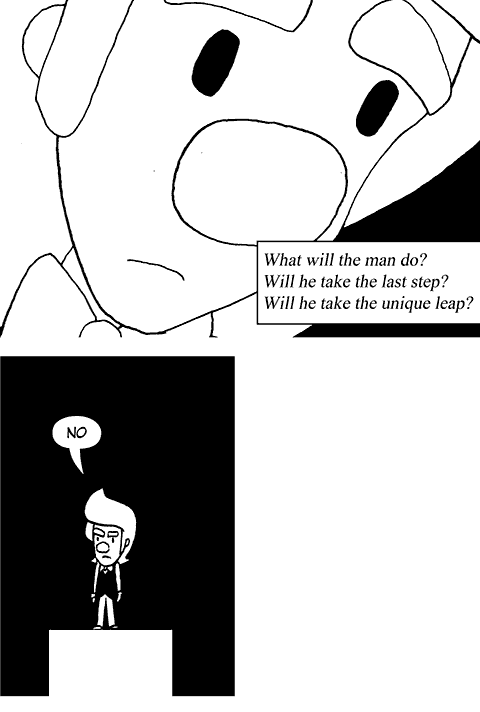 What will the man do?
Will he take the last step?
Will he take the unique leap?
NO